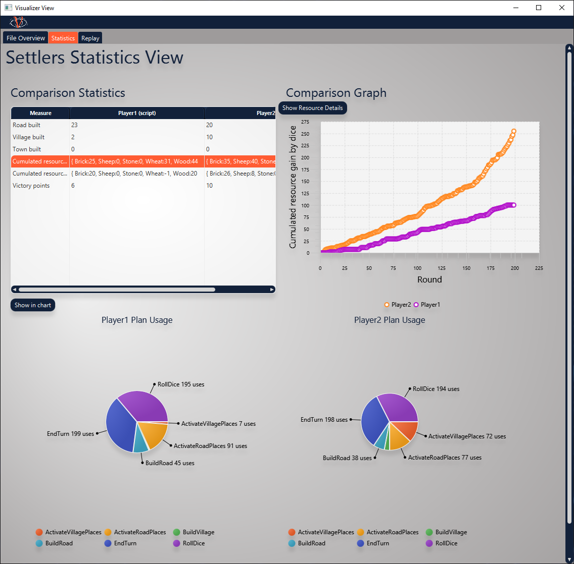 Visualizer View
File Overview Statistics Replay
Settlers Statistics View
Comparison Statistics
Measure Player1 (script) Player2
Road built 23 20
Village built 2 10
Town built 0 0
Cumulated resourc... { Brick:25, Sheep:0, Stone:0, Wheat:31, Wood:44 { Brick:35, Sheep:40, Stone
Cumulated resourc... { Brick:20, Sheep:0, Stone:0, Wheat:-1, Wood:20 { Brick:26, Sheep:8, Stone:
Victory points 6 10
Show in chart
Comparison Graph
Show Resource Details
Cumulated resource gain by dice
275
250
225
200
175
150
125
100
75
50
25
0
0 25 50 75 100 125 150 175 200 225
Round
Player2 Player1
Player1 Plan Usage
RollDice 195 uses
ActivateVillagePlaces 7 uses
EndTurn 199 uses
ActivateRoadPlaces 91 uses
BuildRoad 45 uses
ActivateVillagePlaces ActivateRoadPlaces BuildVillage
BuildRoad EndTurn RollDice
Player2 Plan Usage
RollDice 194 uses
EndTurn 198 uses
ActivateVillagePlaces 72 uses
BuildRoad 38 uses
ActivateRoadPlaces 77 uses
ActivateVillagePlaces ActivateRoadPlaces BuildVillage
BuildRoad EndTurn RollDice